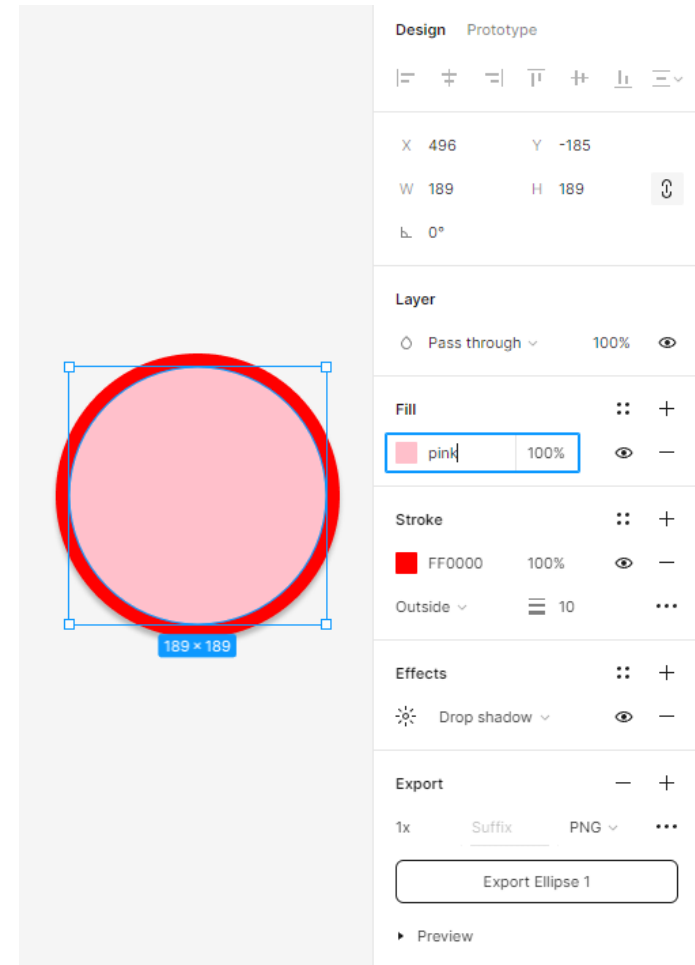 Design Prototype
X 496 Y -185
W 189 H 189
0°
Layer
Pass through 100%
Fill
pink 100%
Stroke
FF0000 100%
Outside 10
189 × 189
Effects
Drop shadow
Export
1x Suffix PNG
Export Ellipse 1
Preview